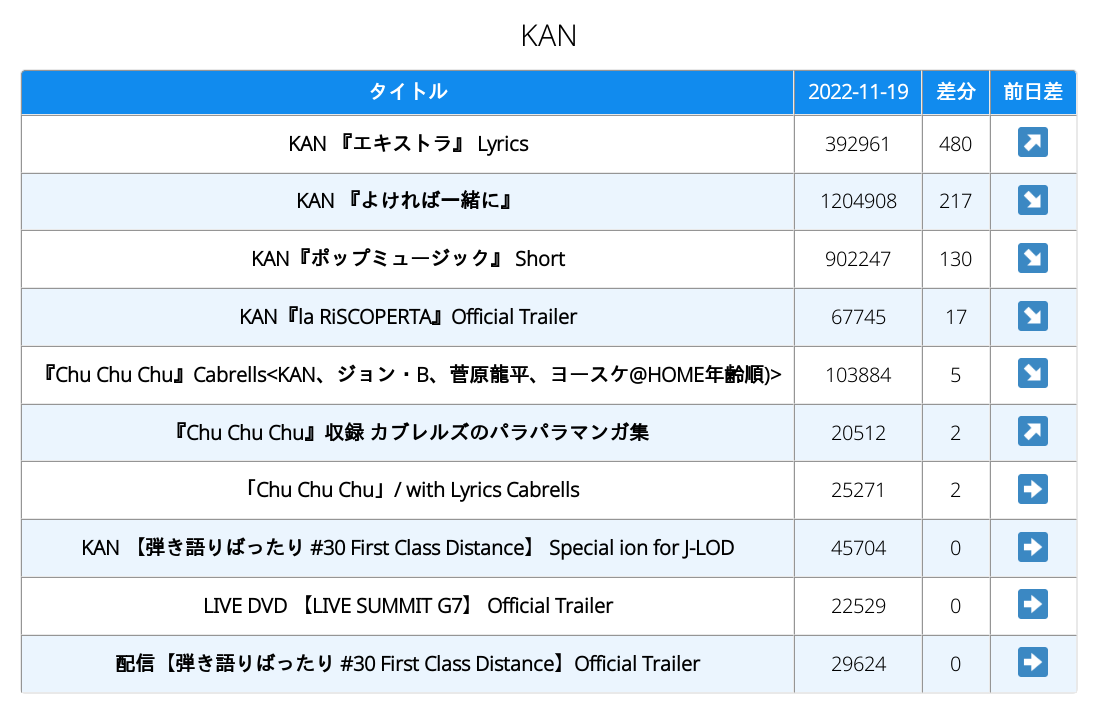 KAN
タイトル 2022-11-19 差分 前日差
KAN 『エキストラ』 Lyrics 392961 480 ↗
KAN 『よければ一緒に』 1204908 217 ↘
KAN『ポップミュージック』 Short 902247 130 ↘
KAN『la RiSCOPERTA』Official Trailer 67745 17 ↘
『Chu Chu Chu』Cabrells<KAN、ジョン・B、菅原龍平、ヨースケ@HOME年齢順)> 103884 5 ↘
『Chu Chu Chu』収録 カブレルズのパラパラマンガ集 20512 2 ↗
「Chu Chu Chu」/ with Lyrics Cabrells 25271 2 →
KAN 【弾き語りばったり #30 First Class Distance】 Special ion for J-LOD 45704 0 →
LIVE DVD 【LIVE SUMMIT G7】 Official Trailer 22529 0 →
配信【弾き語りばったり #30 First Class Distance】Official Trailer 29624 0 →